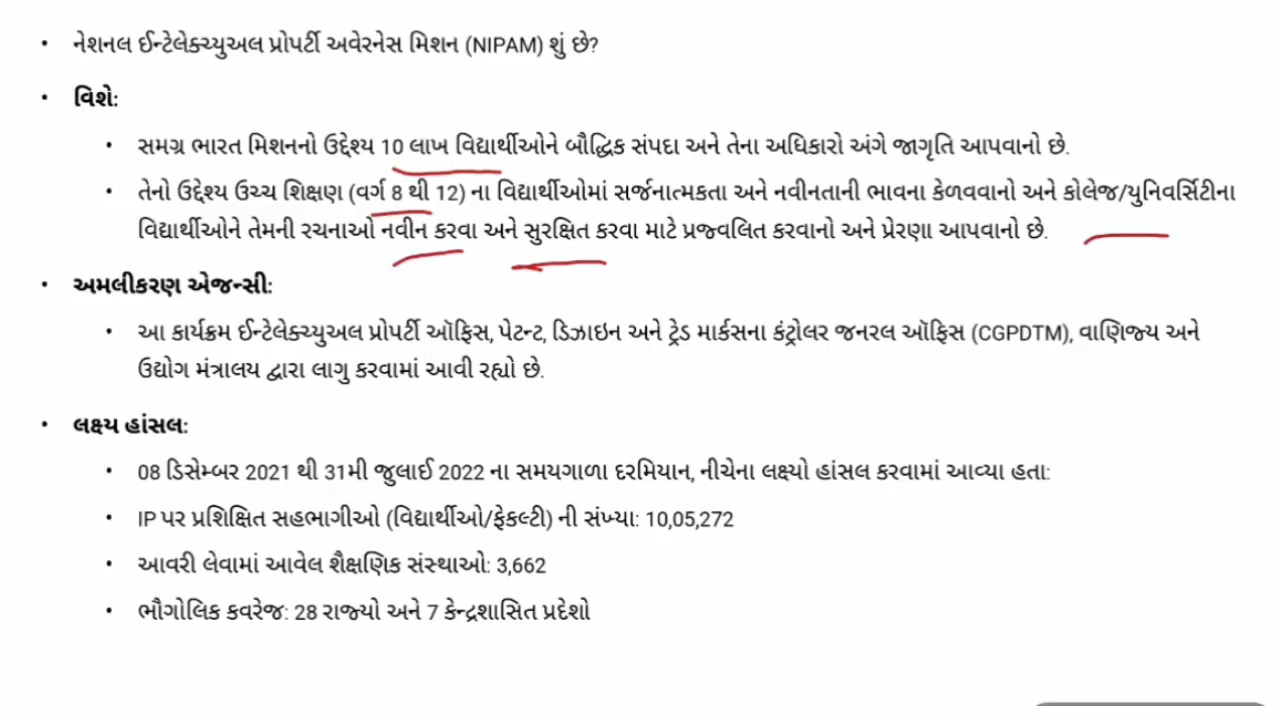 • નેશનલ ઈન્ટેલેક્ચ્યુઅલ પ્રોપર્ટી અવેરનેસ મિશન (NIPAM) શું છે?
• વિશે:
• સમગ્ર ભારત મિશનનો ઉદ્દેશ્ય 10 લાખ વિદ્યાર્થીઓને બૌદ્ધિક સંપદા અને તેના અધિકારો અંગે જાગૃતિ આપવાનો છે.
• તેનો ઉદ્દેશ્ય ઉચ્ચ શિક્ષણ (વર્ગ 8 થી 12) ના વિદ્યાર્થીઓમાં સર્જનાત્મકતા અને નવીનતાની ભાવના કેળવવાનો અને કોલેજ/યુનિવર્સિટીના
વિદ્યાર્થીઓને તેમની રચનાઓ નવીન કરવા અને સુરક્ષિત કરવા માટે પ્રજ્વલિત કરવાનો અને પ્રેરણા આપવાનો છે.
• અમલીકરણ એજન્સી:
• આ કાર્યક્રમ ઈન્ટેલેક્ચ્યુઅલ પ્રોપર્ટી ઑફિસ, પેટન્ટ, ડિઝાઇન અને ટ્રેડ માર્કસના કંટ્રોલર જનરલ ઑફિસ (CGPDTM), વાણિજ્ય અને
ઉદ્યોગ મંત્રાલય દ્વારા લાગુ કરવામાં આવી રહ્યો છે.
• લક્ષ્ય હાંસલ:
• 08 ડિસેમ્બર 2021 થી 31મી જુલાઈ 2022 ના સમયગાળા દરમિયાન, નીચેના લક્ષ્યો હાંસલ કરવામાં આવ્યા હતા:
• IP પર પ્રશિક્ષિત સહભાગીઓ (વિદ્યાર્થીઓ/ફેકલ્ટી) ની સંખ્યા: 10,05,272
• આવરી લેવામાં આવેલ શૈક્ષણિક સંસ્થાઓ: 3,662
• ભૌગોલિક કવરેજ: 28 રાજ્યો અને 7 કેન્દ્રશાસિત પ્રદેશો